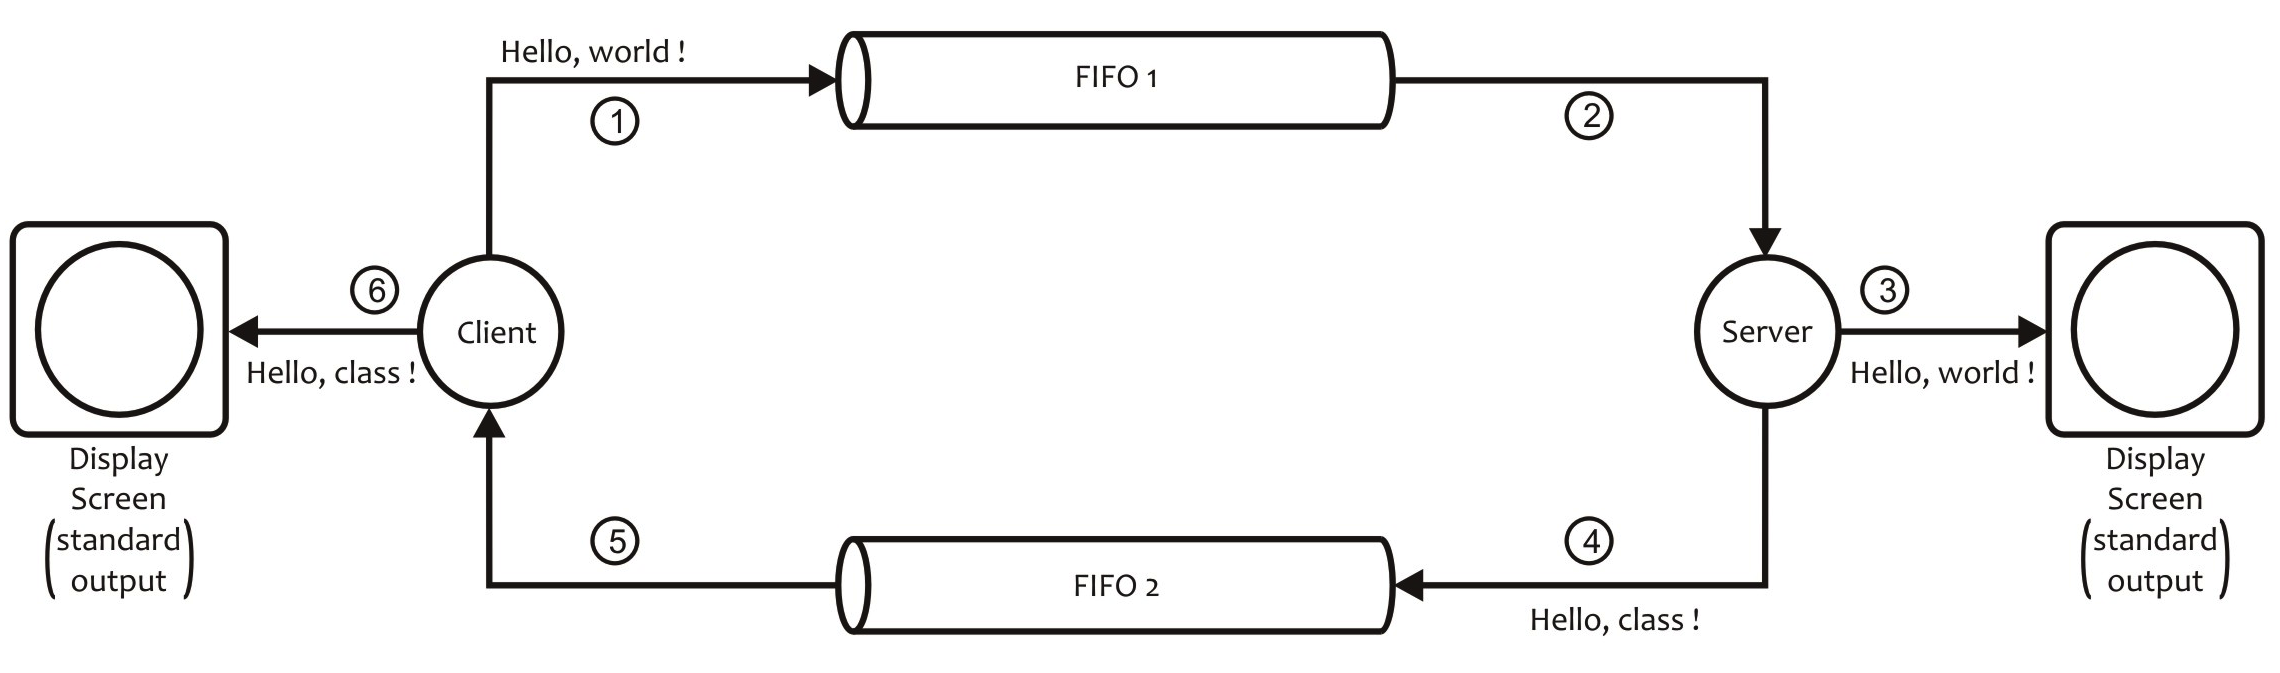 Hello, world !
1
FIFO 1
2
6
Client
Hello, class !
Server
3
Hello, world !
Display
Screen
(standard
output)
Display
Screen
(standard
output)
5
FIFO 2
4
Hello, class !